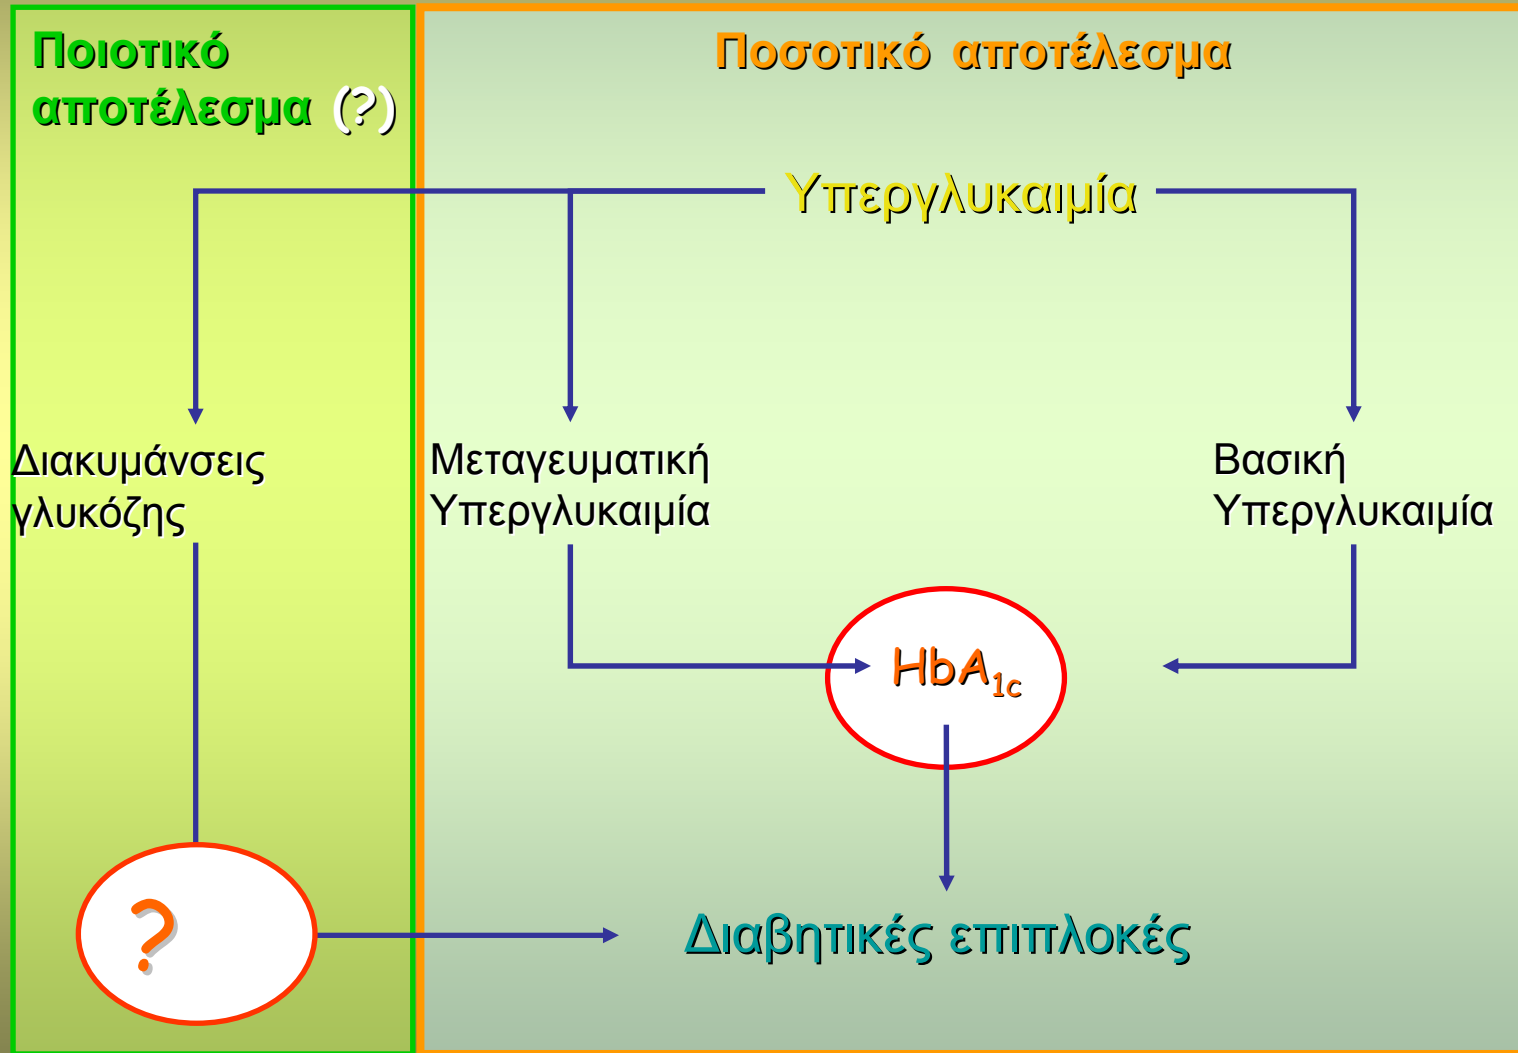 Ποιοτικό
αποτέλεσμα (?)
Ποσοτικό αποτέλεσμα
Υπεργλυκαιμία
Διακυμάνσεις
γλυκόζης
Μεταγευματική
Υπεργλυκαιμία
Βασική
Υπεργλυκαιμία
HbA1c
?
Διαβητικές επιπλοκές